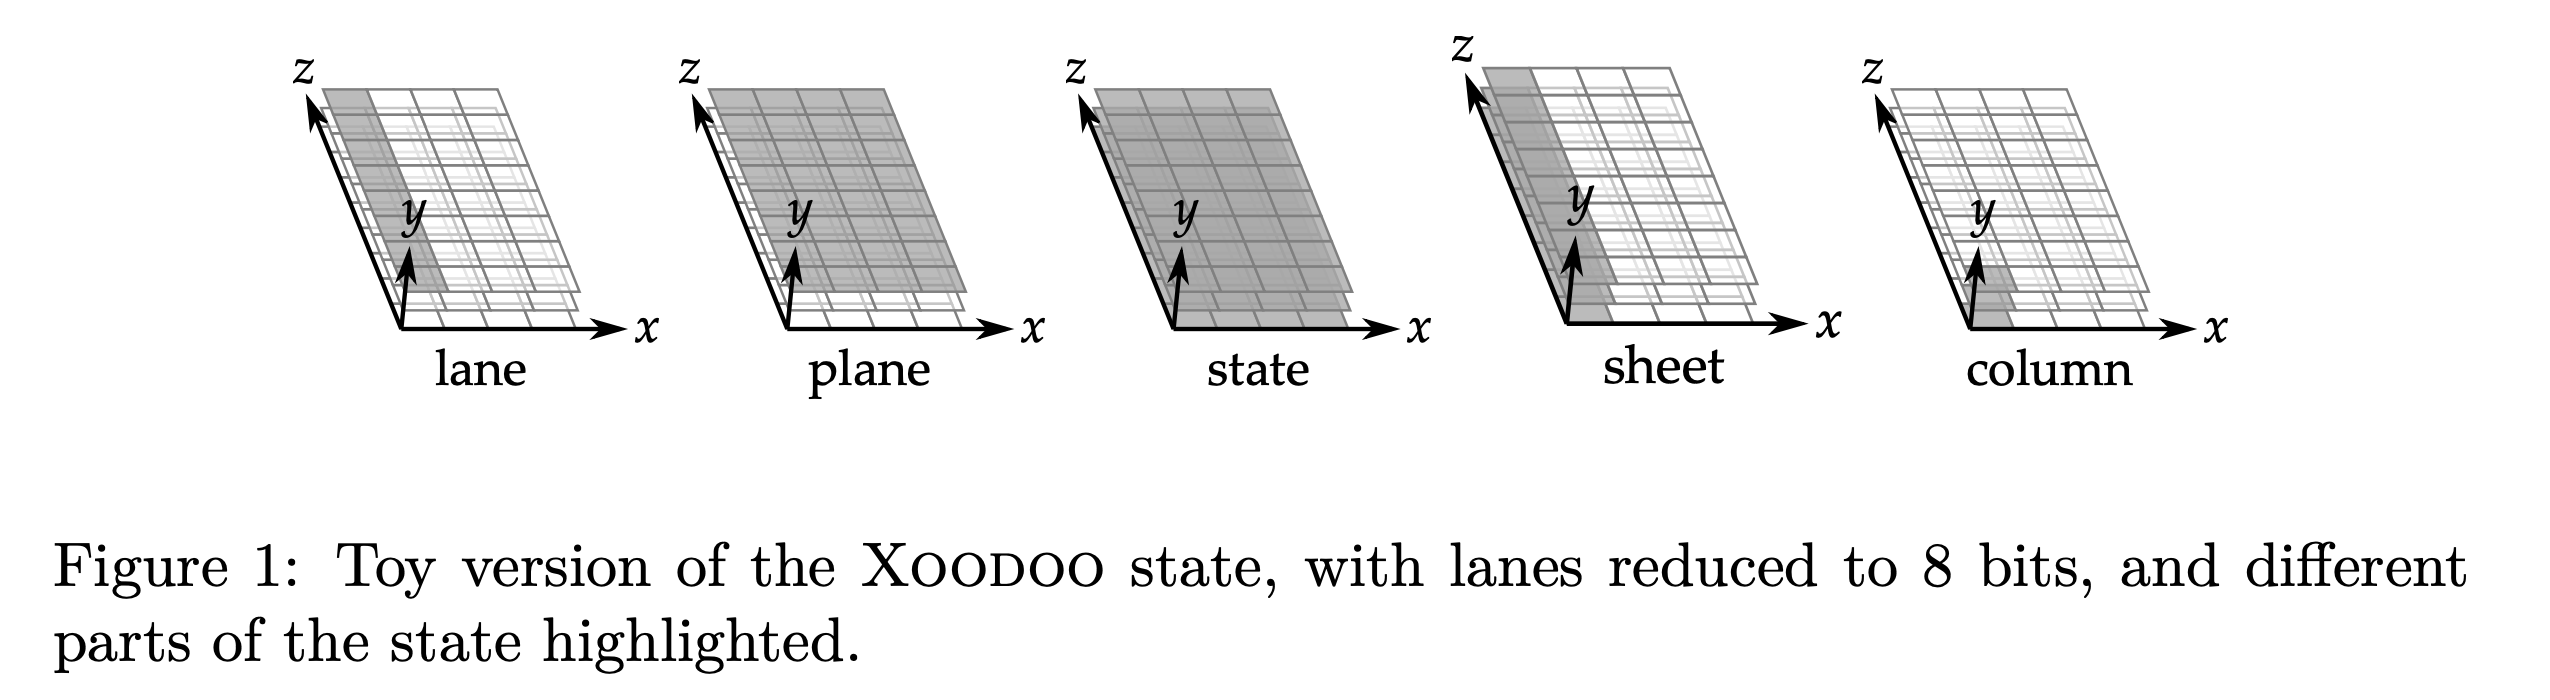 z y x lane
z y x plane
z y x state
z y x sheet
z y x column
Figure 1: Toy version of the XOODOO state, with lanes reduced to 8 bits, and different
parts of the state highlighted.